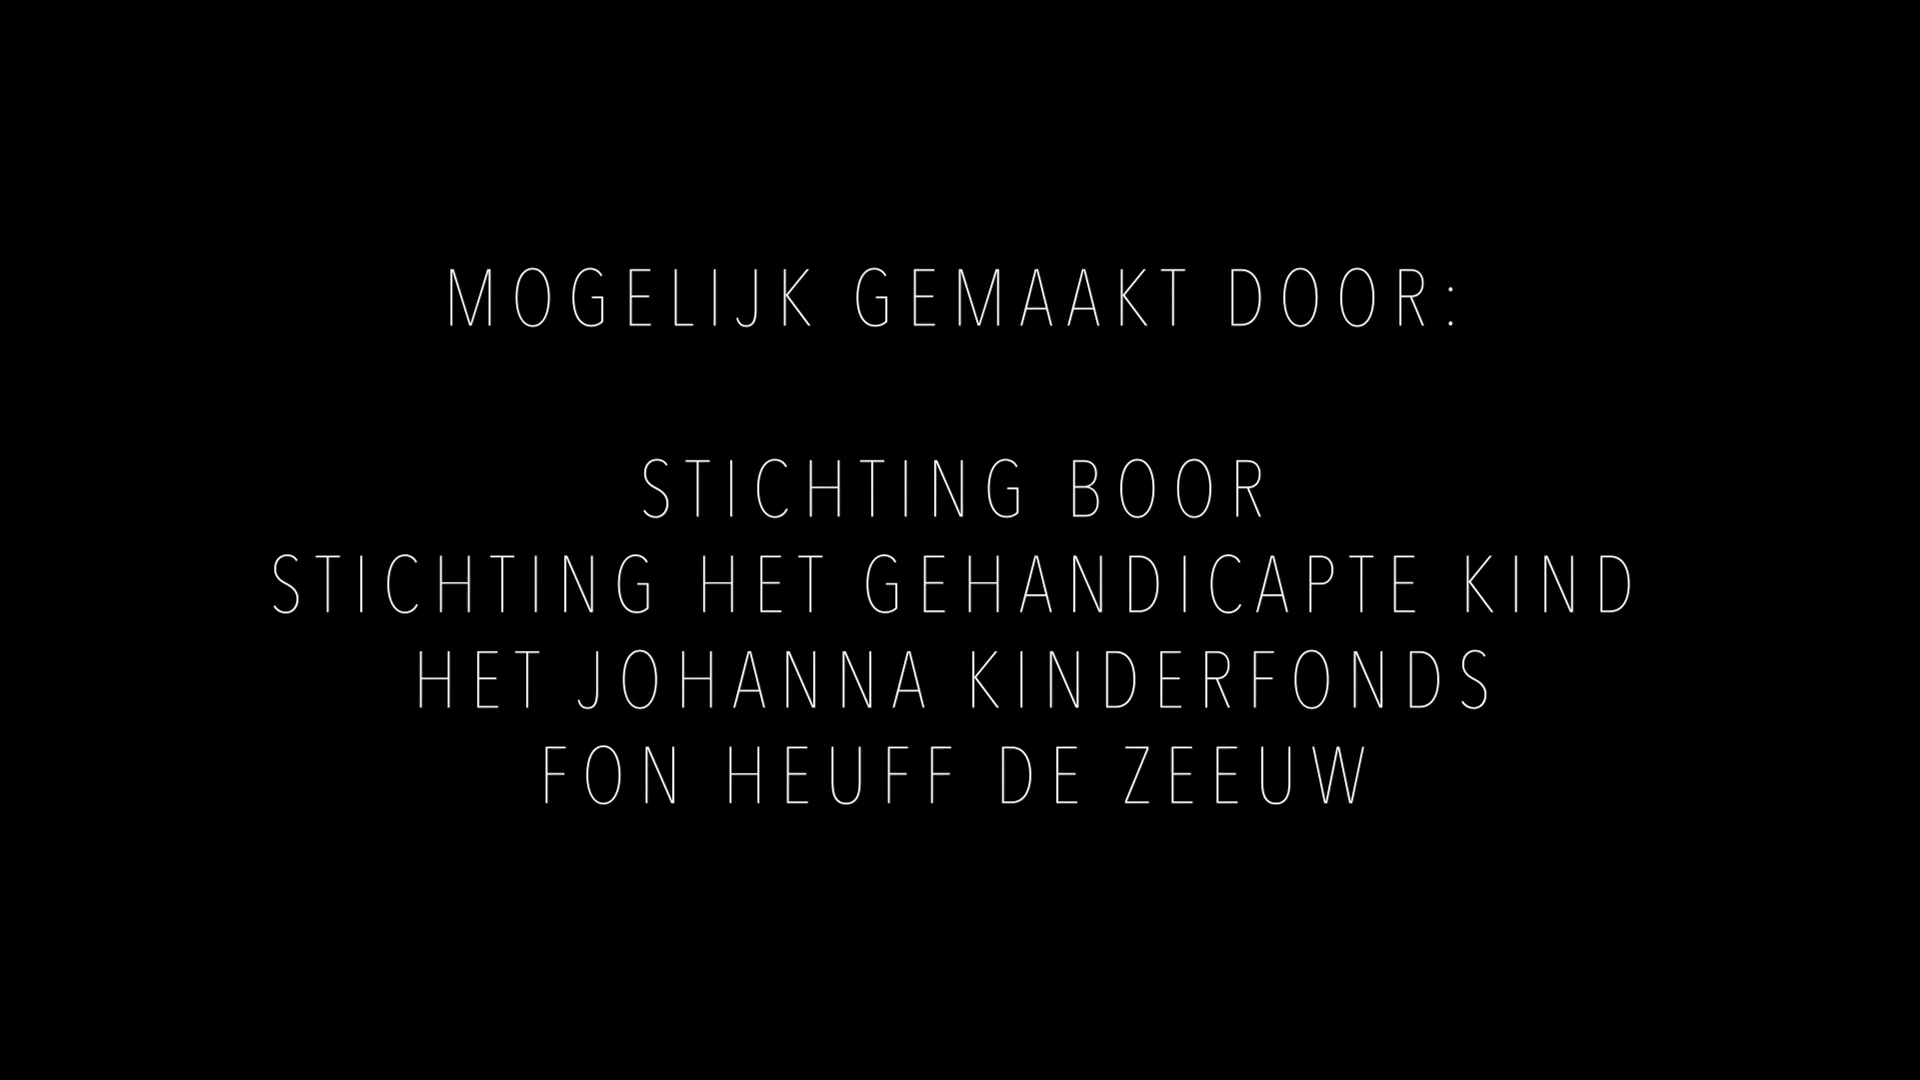 MOGELIJK GEMAAKT DOOR:
STICHTING BOOR
STICHTING HET GEHANDICAPTE KIND
HET JOHANNA KINDERFONDS
FON HEUFF DE ZEEUW